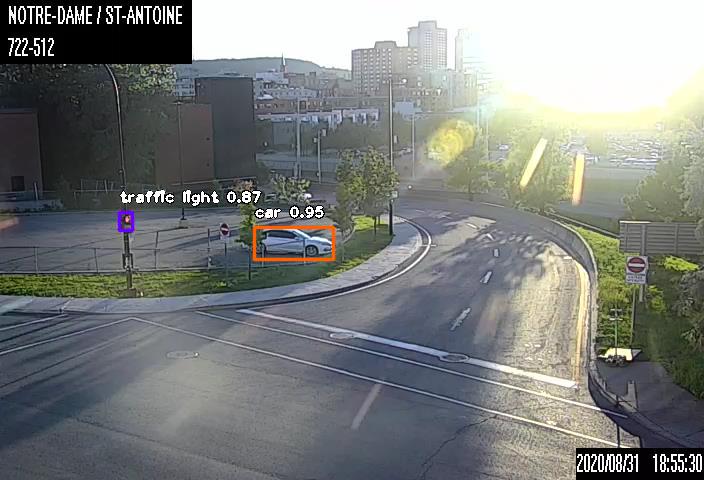 NOTRE-DAME / ST-ANTOINE
722-512
traffic light 0.87
car 0.95
2020/08/31 18:55:30